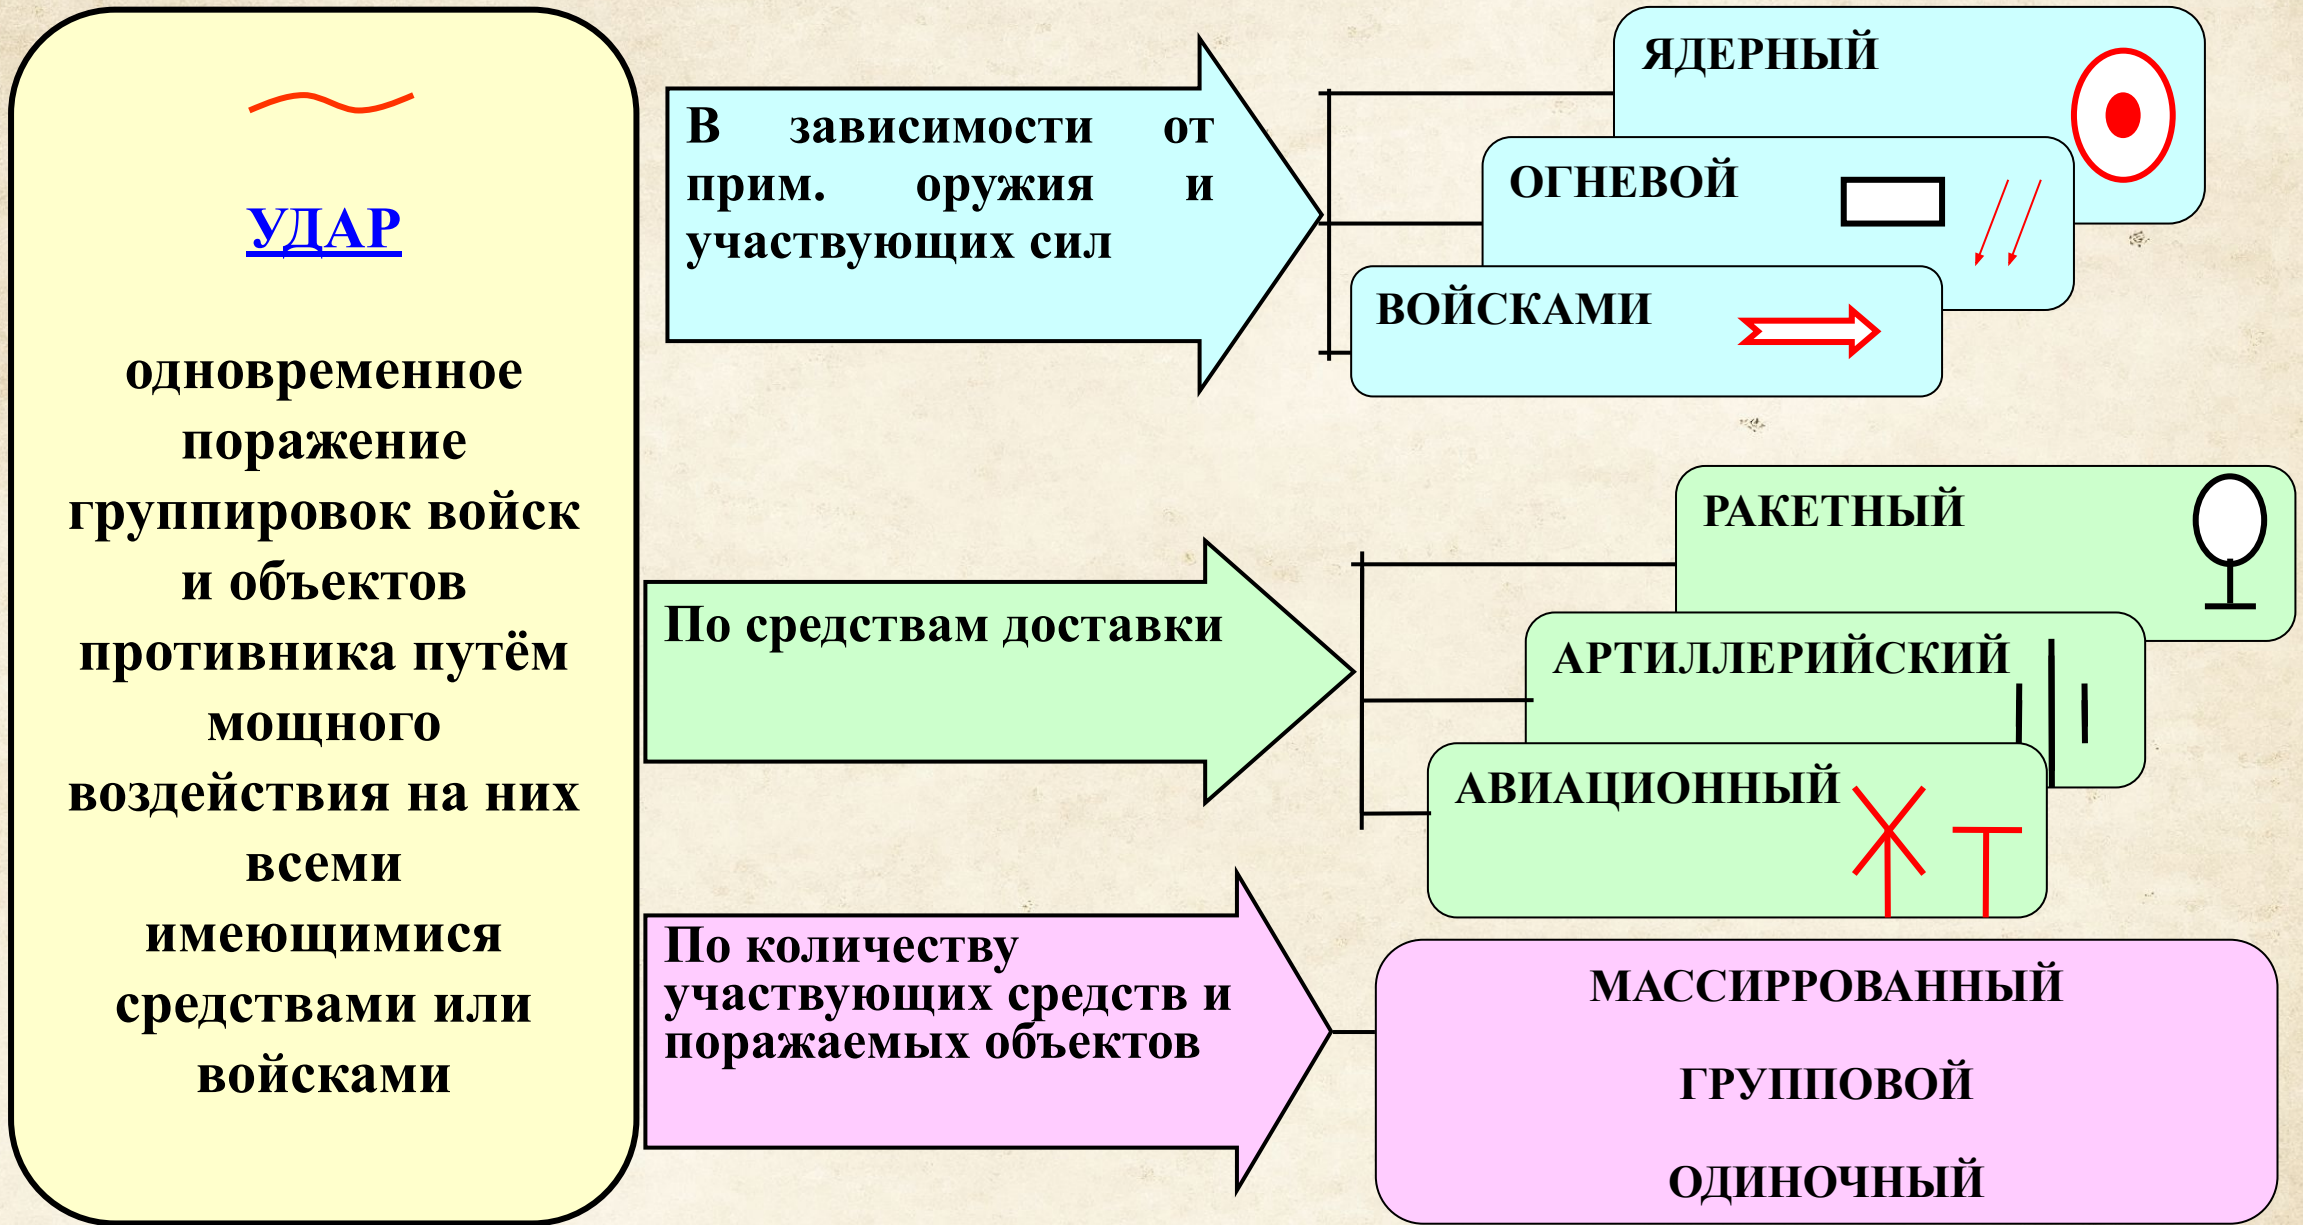 УДАР
одновременное
поражение
группировок войск
и объектов
противника путём
мощного
воздействия на них
всеми
имеющимися
средствами или
войсками
В зависимости от
прим. оружия и
участвующих сил
ЯДЕРНЫЙ
ОГНЕВОЙ
ВОЙСКАМИ
По средствам доставки
РАКЕТНЫЙ
АРТИЛЛЕРИЙСКИЙ
АВИАЦИОННЫЙ
По количеству
участвующих средств и
поражаемых объектов
МАССИРРОВАННЫЙ
ГРУППОВОЙ
ОДИНОЧНЫЙ